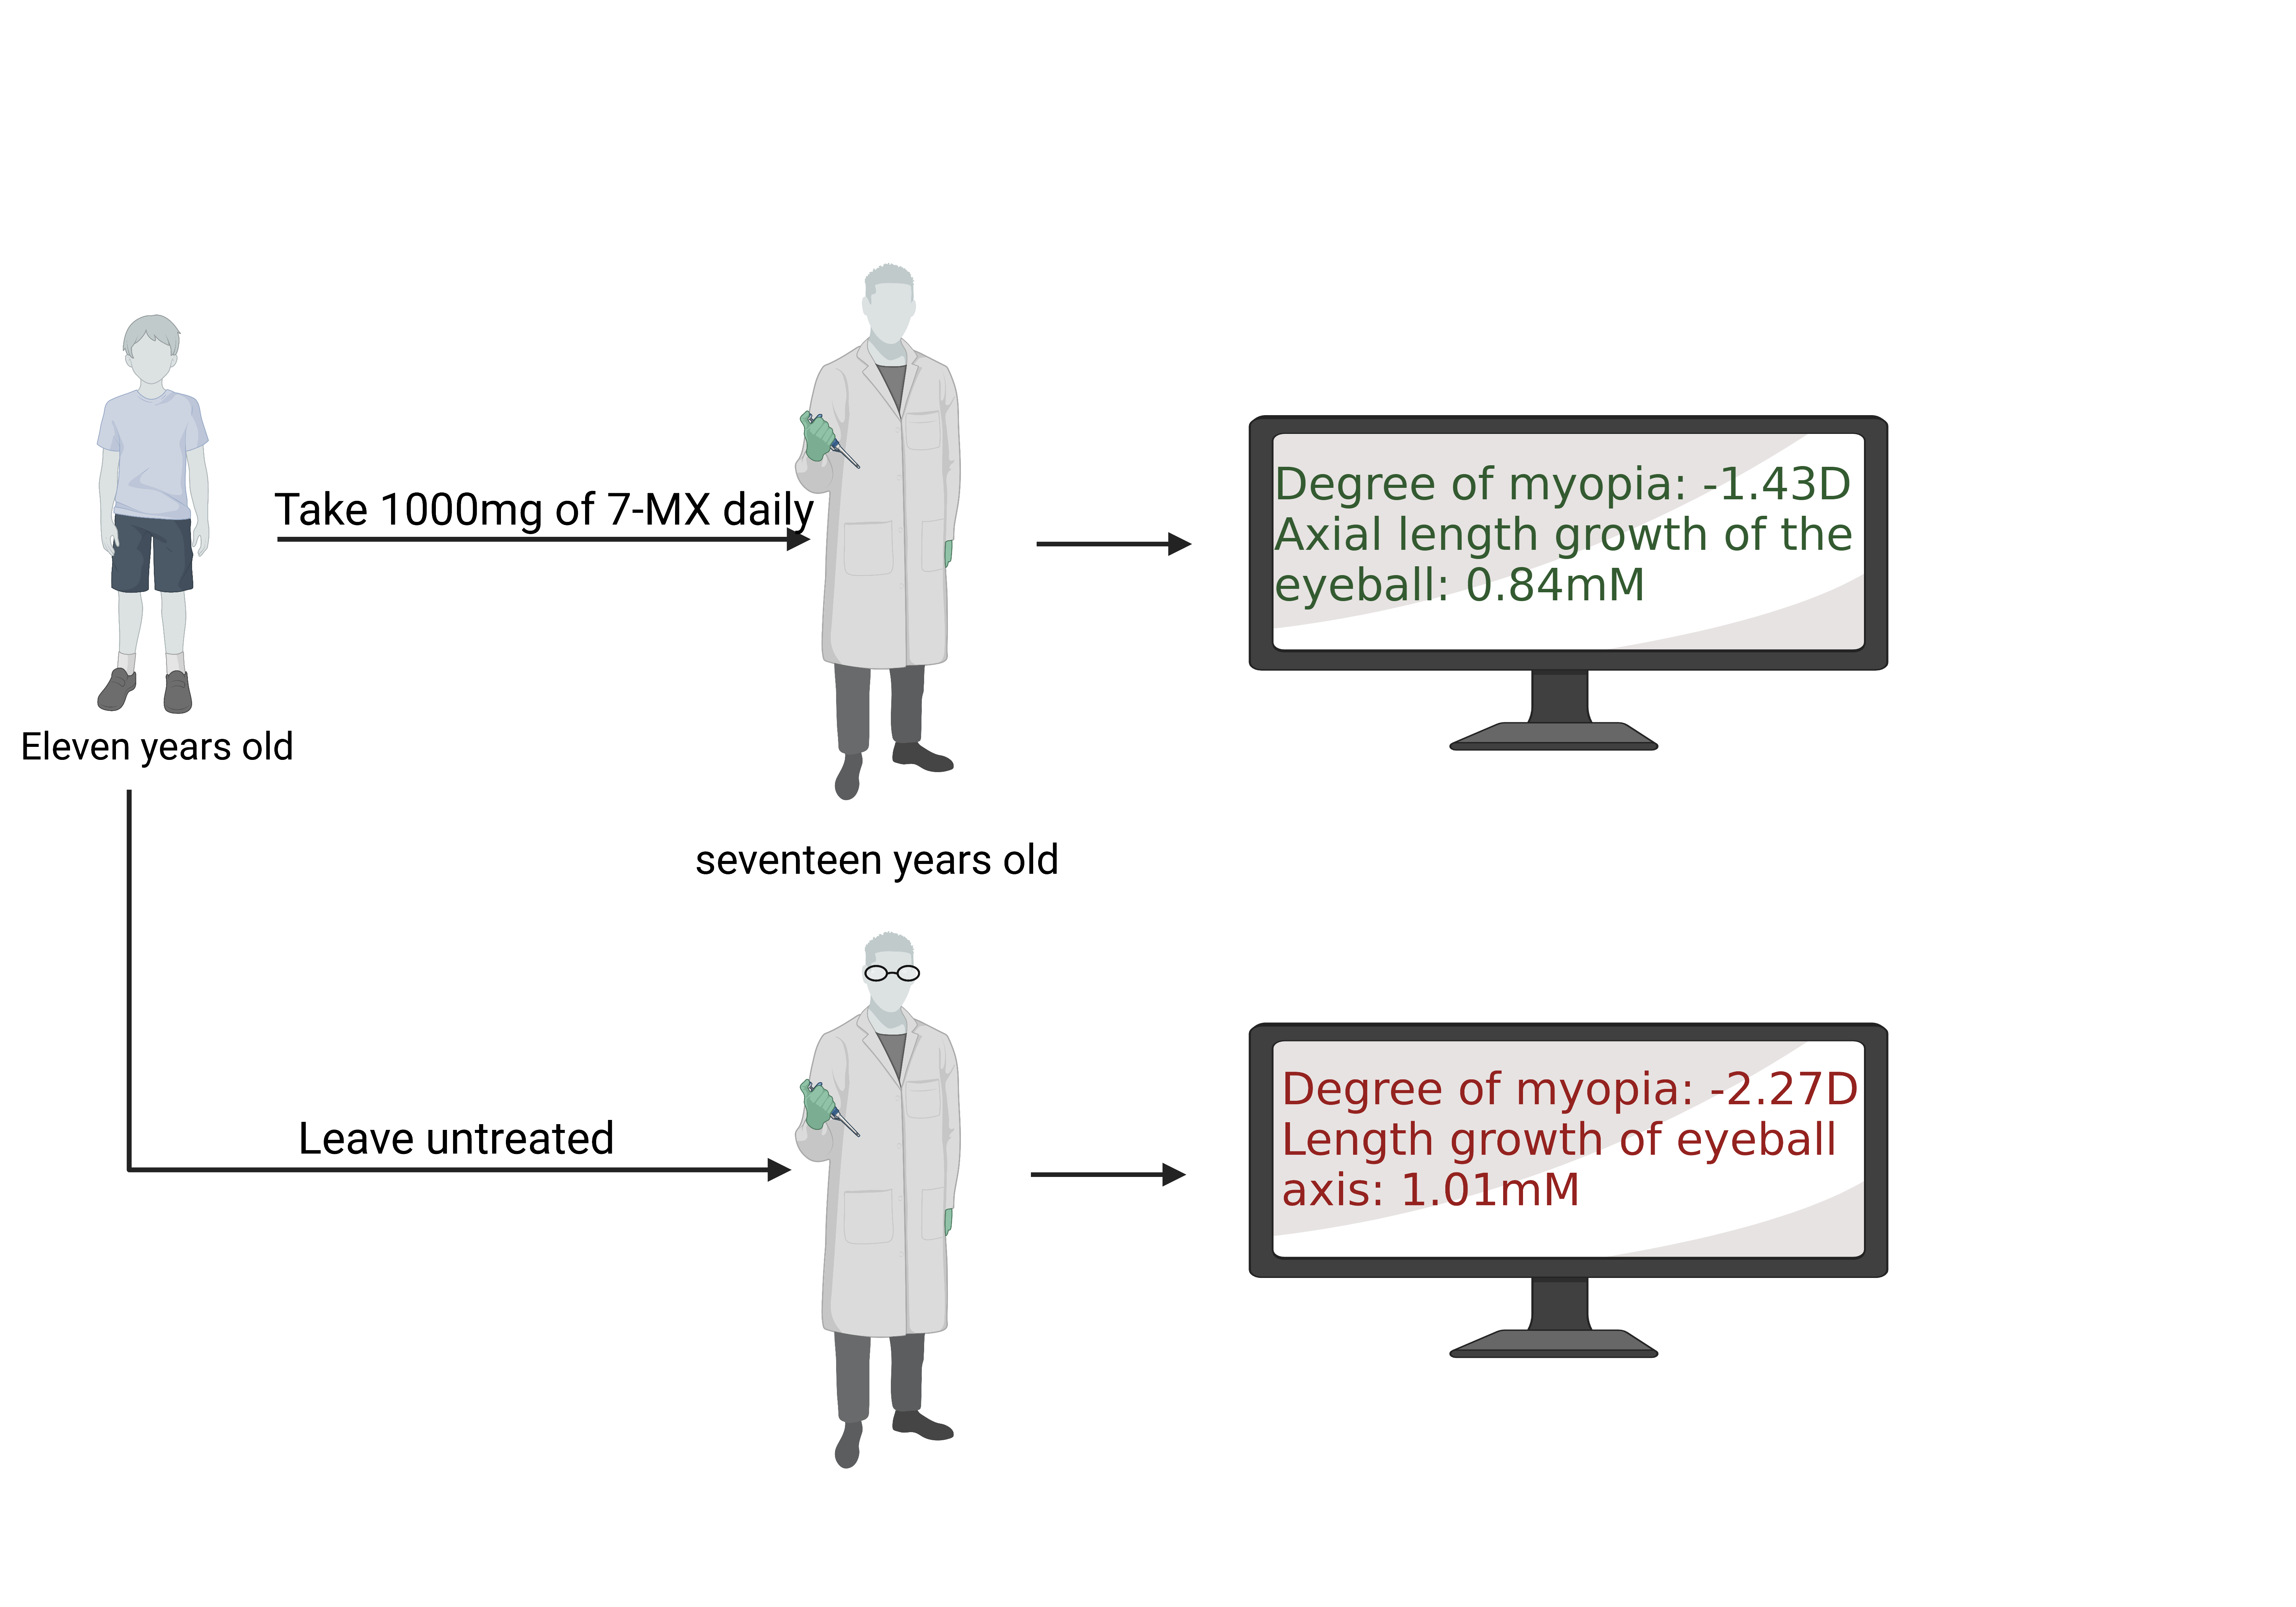 Take 1000mg of 7-MX daily
Degree of myopia: -1.43D
Axial length growth of the
eyeball: 0.84mM
Eleven years old
seventeen years old
Leave untreated
Degree of myopia: -2.27D
Length growth of eyeball
axis: 1.01mM